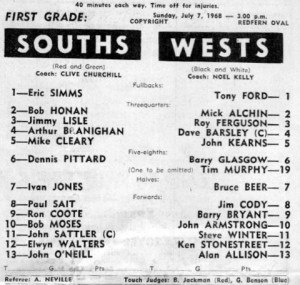 40 minutes each way. Time off for injuries.
FIRST GRADE: Sunday, July 7, 1968 — 3.00 p.m.
COPYRIGHT REDFERN OVAL
SOUTHS WESTS
(Red and Green) (Black and White)
Coach: CLIVE CHURCHILL Coach: NOEL KELLY
Fullbacks:
1—Eric SIMMS Tony FORD— 1
Threequarters:
2—Bob HONAN Mick ALCHIN— 2
3—Jimmy LISLE Roy FERGUSON— 3
4—Arthur BRANIGHAN Dave BARSLEY (C)— 4
5—Mike CLEARY John KEARNS— 5
Five-eighths:
6—Dennis PITTARD Barry GLASGOW— 6
(One to be omitted) Tim MURPHY—19
Halves:
7—Ivan JONES Bruce BEER— 7
Forwards:
8—Paul SAIT Jim CODY— 8
9—Ron COOTE Barry BRYANT— 9
10—Bob MOSES John ARMSTRONG—10
11—John SATTLER (C) Steve WINTER—11
12—Elwyn WALTERS Ken STONESTREET—12
13—John O'NEILL Alan ALLISON—13
T. G. Pts. T. G. Pts.
Referee: A. NEVILLE Touch Judges: B. Jackman (Red), G. Benson (Blue)